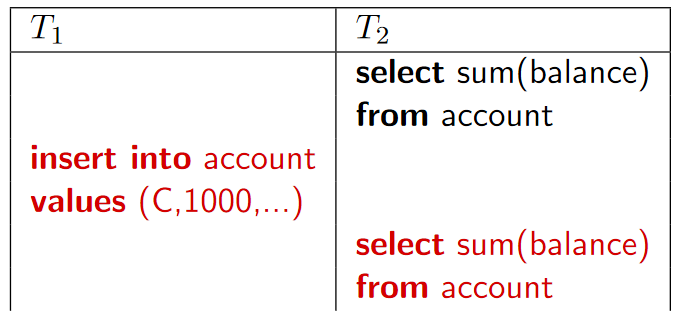 T1 T2
select sum(balance)
from account
insert into account
values (C,1000,...)
select sum(balance)
from account